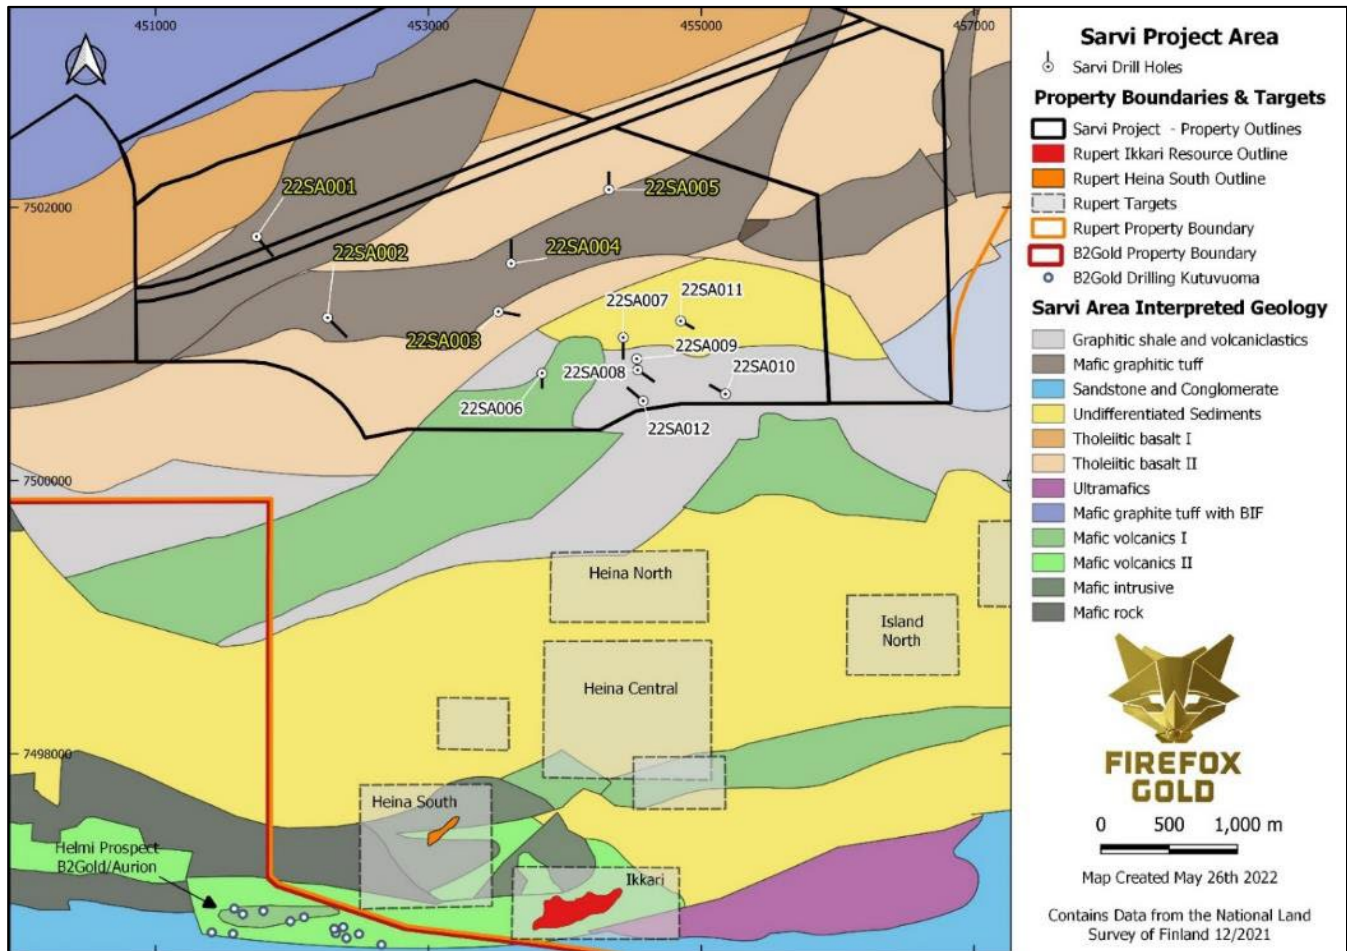 451000
453000
455000
457000
7502000
7500000
7498000
22SA001
22SA005
22SA002
22SA004
22SA007
22SA011
22SA003
22SA009
22SA008
22SA010
22SA006
22SA012
Heina North
Island
North
Heina Central
Heina South
Helmi Prospect
B2Gold/Aurion
Ikkari
Sarvi Project Area
Sarvi Drill Holes
Property Boundaries & Targets
Sarvi Project - Property Outlines
Rupert Ikkari Resource Outline
Rupert Heina South Outline
Rupert Targets
Rupert Property Boundary
B2Gold Property Boundary
B2Gold Drilling Kutuvuoma
Sarvi Area Interpreted Geology
Graphitic shale and volcaniclastics
Mafic graphitic tuff
Sandstone and Conglomerate
Undifferentiated Sediments
Tholeiitic basalt I
Tholeiitic basalt II
Ultramafics
Mafic graphite tuff with BIF
Mafic volcanics I
Mafic volcanics II
Mafic intrusive
Mafic rock
FIREFOX
GOLD
0 500 1,000 m
Map Created May 26th 2022
Contains Data from the National Land
Survey of Finland 12/2021